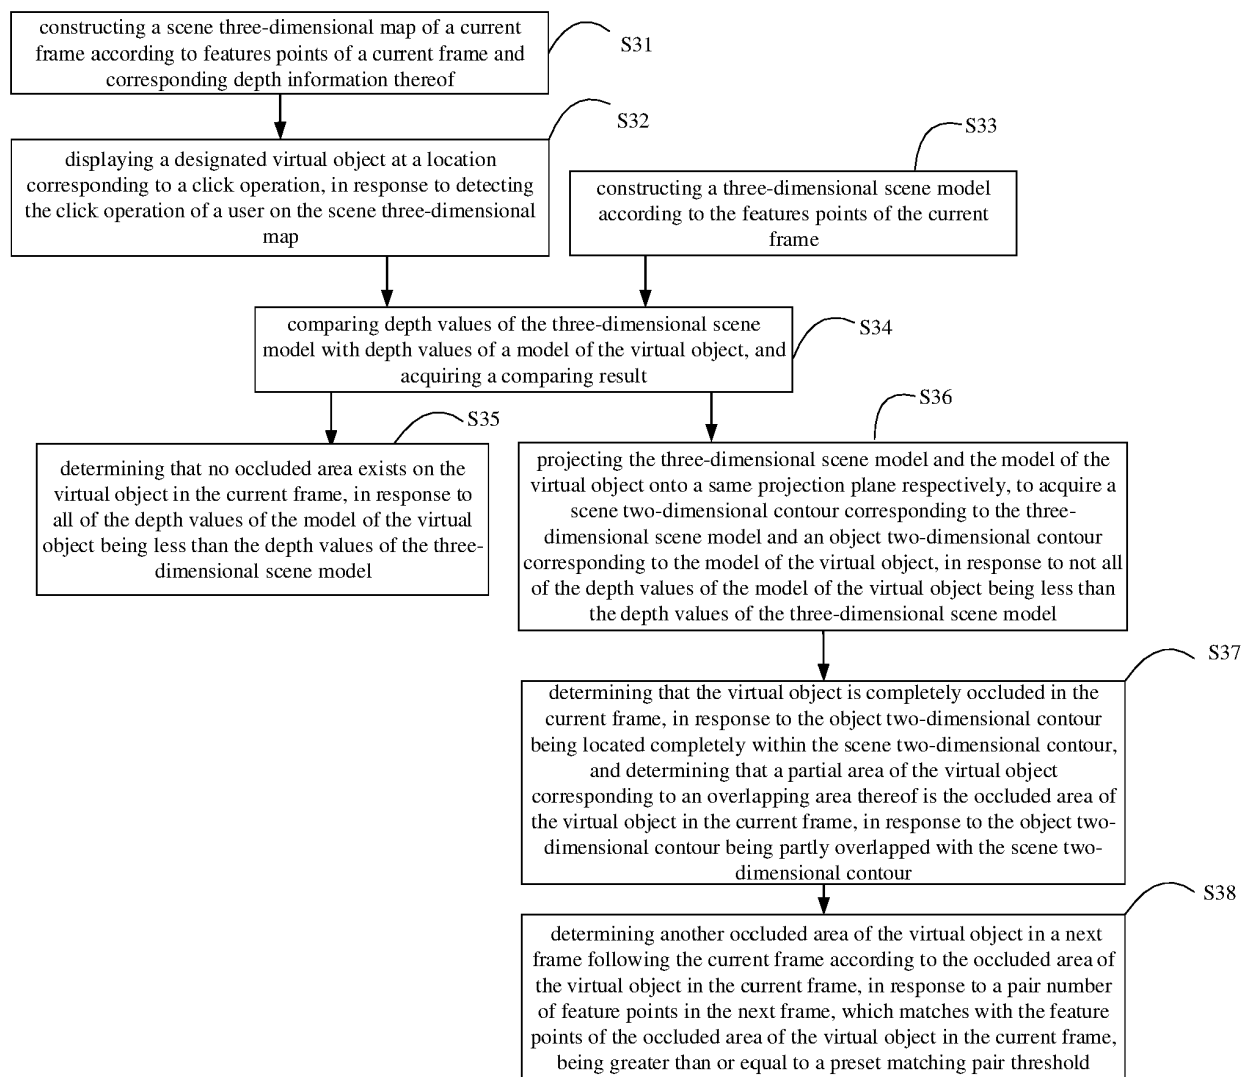 constructing a scene three-dimensional map of a current
frame according to features points of a current frame and
corresponding depth information thereof
S31
S32
displaying a designated virtual object at a location
corresponding to a click operation, in response to detecting
the click operation of a user on the scene three-dimensional
map
S33
constructing a three-dimensional scene model
according to the features points of the current
frame
comparing depth values of the three-dimensional scene
model with depth values of a model of the virtual object, and
acquiring a comparing result
S34
S35
determining that no occluded area exists on the
virtual object in the current frame, in response to
all of the depth values of the model of the virtual
object being less than the depth values of the three-
dimensional scene model
S36
projecting the three-dimensional scene model and the model of the
virtual object onto a same projection plane respectively, to acquire a
scene two-dimensional contour corresponding to the three-
dimensional scene model and an object two-dimensional contour
corresponding to the model of the virtual object, in response to not all
of the depth values of the model of the virtual object being less than
the depth values of the three-dimensional scene model
S37
determining that the virtual object is completely occluded in the
current frame, in response to the object two-dimensional contour
being located completely within the scene two-dimensional contour,
and determining that a partial area of the virtual object
corresponding to an overlapping area thereof is the occluded area of
the virtual object in the current frame, in response to the object two-
dimensional contour being partly overlapped with the scene two-
dimensional contour
S38
determining another occluded area of the virtual object in a next
frame following the current frame according to the occluded area of
the virtual object in the current frame, in response to a pair number
of feature points in the next frame, which matches with the feature
points of the occluded area of the virtual object in the current frame,
being greater than or equal to a preset matching pair threshold